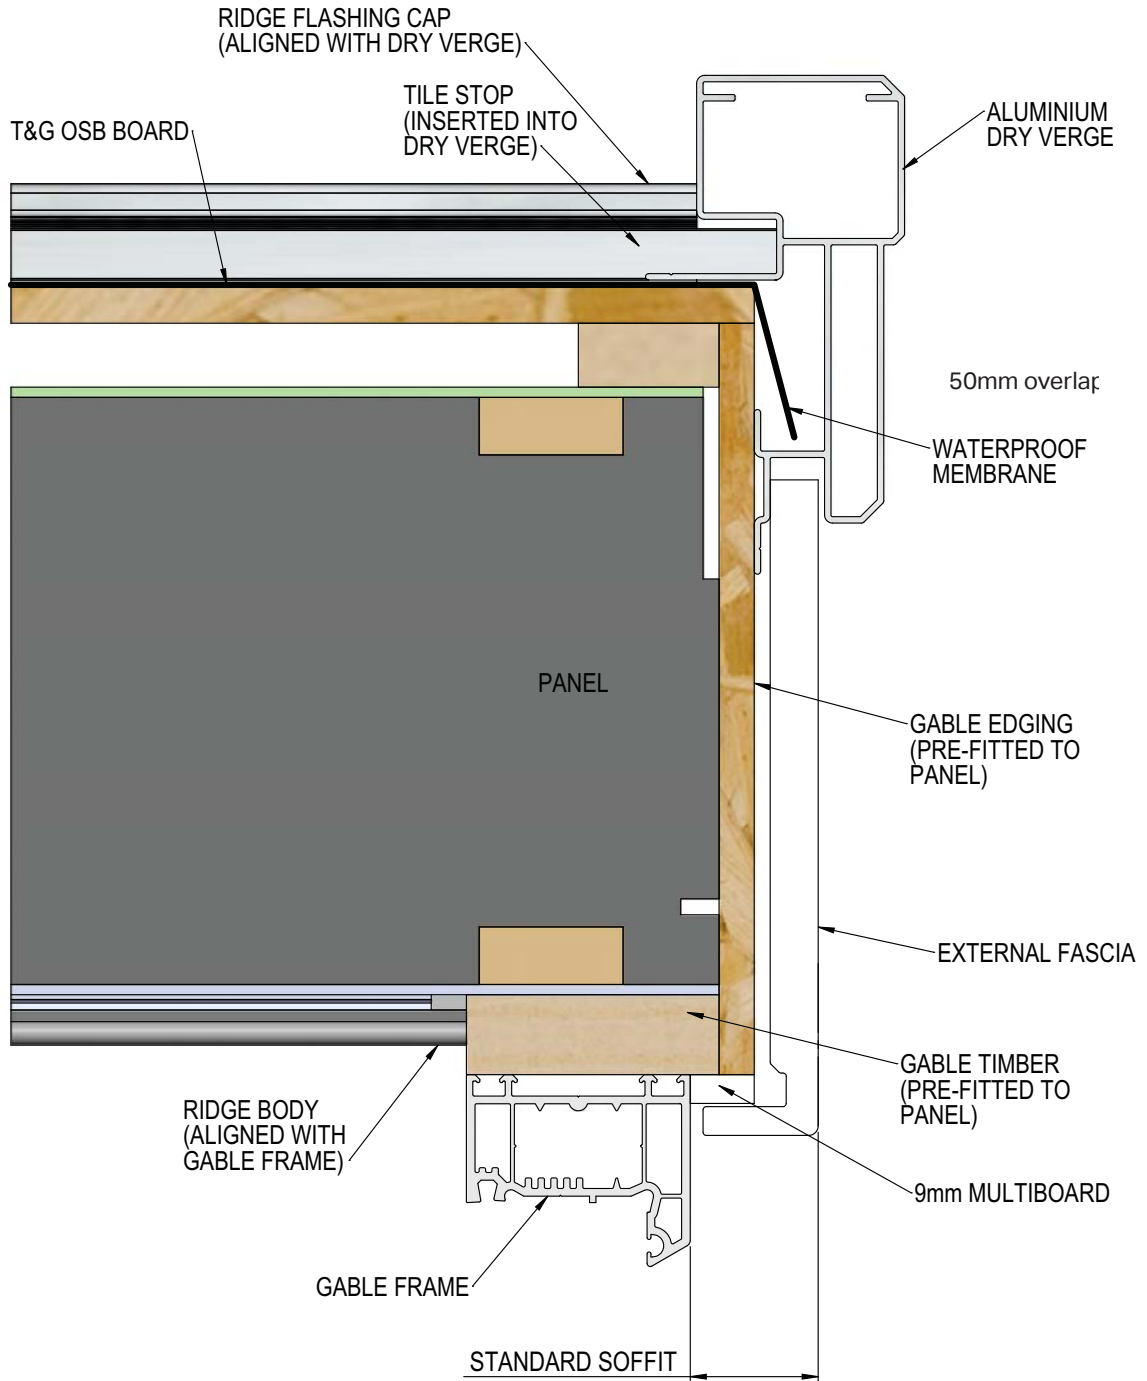 RIDGE FLASHING CAP
(ALIGNED WITH DRY VERGE)
TILE STOP
(INSERTED INTO
DRY VERGE)
T&G OSB BOARD
ALUMINIUM
DRY VERGE
50mm overlap
WATERPROOF
MEMBRANE
PANEL
GABLE EDGING
(PRE-FITTED TO
PANEL)
EXTERNAL FASCIA
GABLE TIMBER
(PRE-FITTED TO
PANEL)
RIDGE BODY
(ALIGNED WITH
GABLE FRAME)
9mm MULTIBOARD
GABLE FRAME
STANDARD SOFFIT